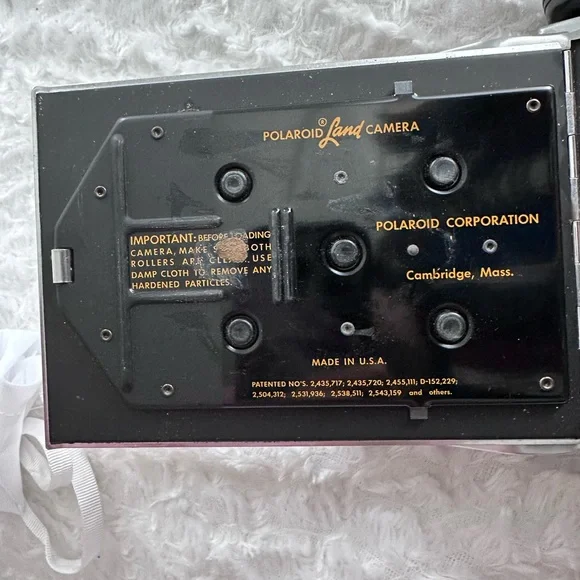 POLAROID® Land CAMERA
IMPORTANT: BEFORE LOADING
CAMERA, MAKE BOTH
ROLLERS ARE USE
DAMP CLOTH TO REMOVE ANY
HARDENED PARTICLES.
POLAROID CORPORATION
Cambridge, Mass.
MADE IN U.S.A.
PATENTED NO'S. 2,435,717; 2,435,720; 2,455,111; D-152,229;
2,504,312; 2,531,936; 2,538,511; 2,543,159 and others.